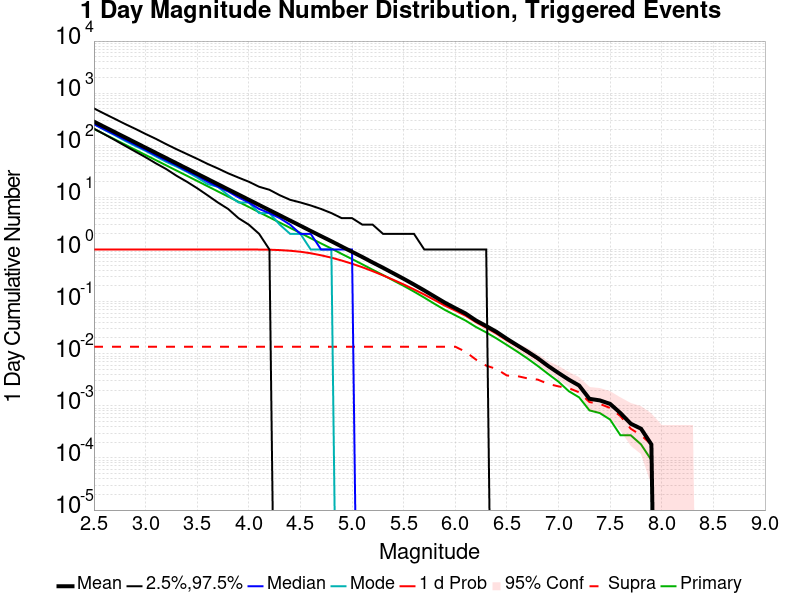 1 Day Magnitude Number Distribution, Triggered Events
1 Day Cumulative Number
10^4
10^3
10^2
10^1
10^0
10^-1
10^-2
10^-3
10^-4
10^-5
2.5 3.0 3.5 4.0 4.5 5.0 5.5 6.0 6.5 7.0 7.5 8.0 8.5 9.0
Magnitude
Mean 2.5%,97.5% Median Mode 1 d Prob 95% Conf Supra Primary